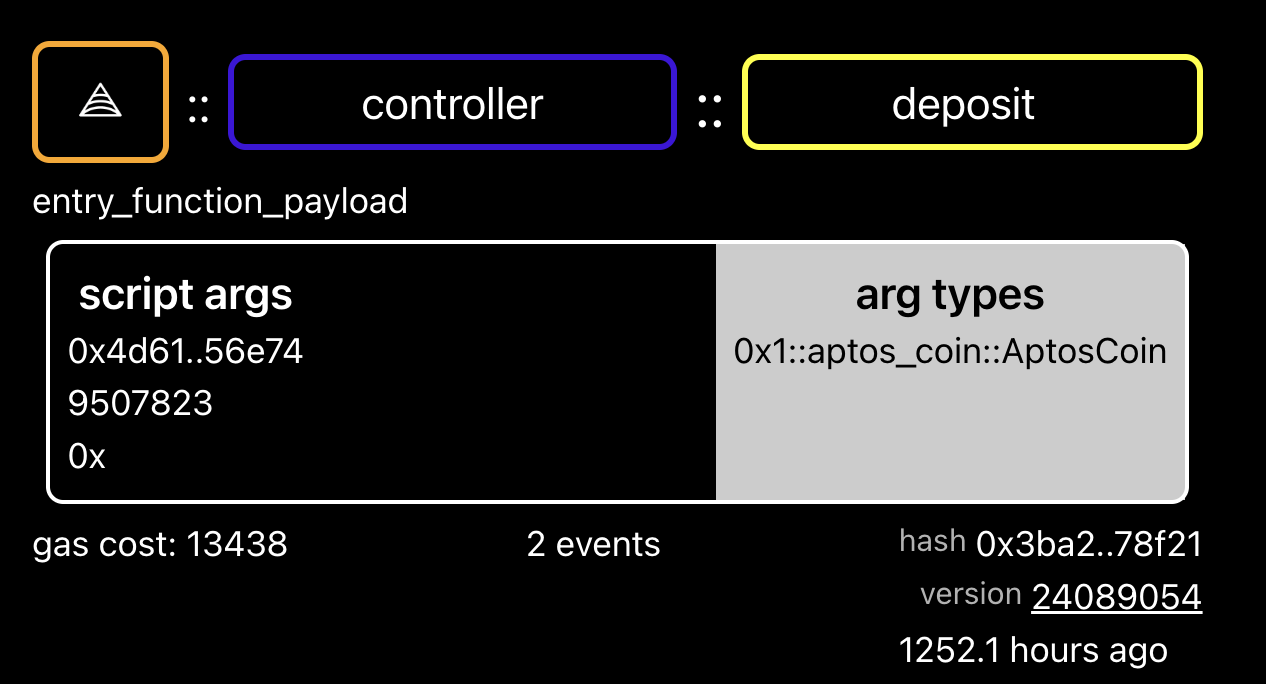 :: controller :: deposit
entry_function_payload
script args arg types
0x4d61..56e74 0x1::aptos_coin::AptosCoin
9507823
0x
gas cost: 13438 2 events hash 0x3ba2..78f21
version 24089054
1252.1 hours ago